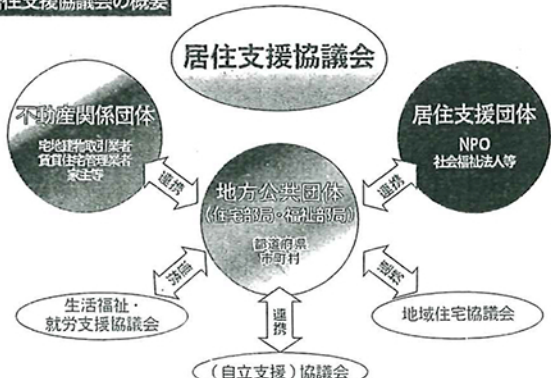 居住支援協議会の概要
居住支援協議会
不動産関係団体
宅地建物取引業者
賃貸住宅管理業者
家主等
居住支援団体
NPO
社会福祉法人等
連携
連携
地方公共団体
(住宅部局・福祉部局)
都道府県
市町村
連携
連携
生活福祉・
就労支援協議会
連携
地域住宅協議会
(自立支援)協議会